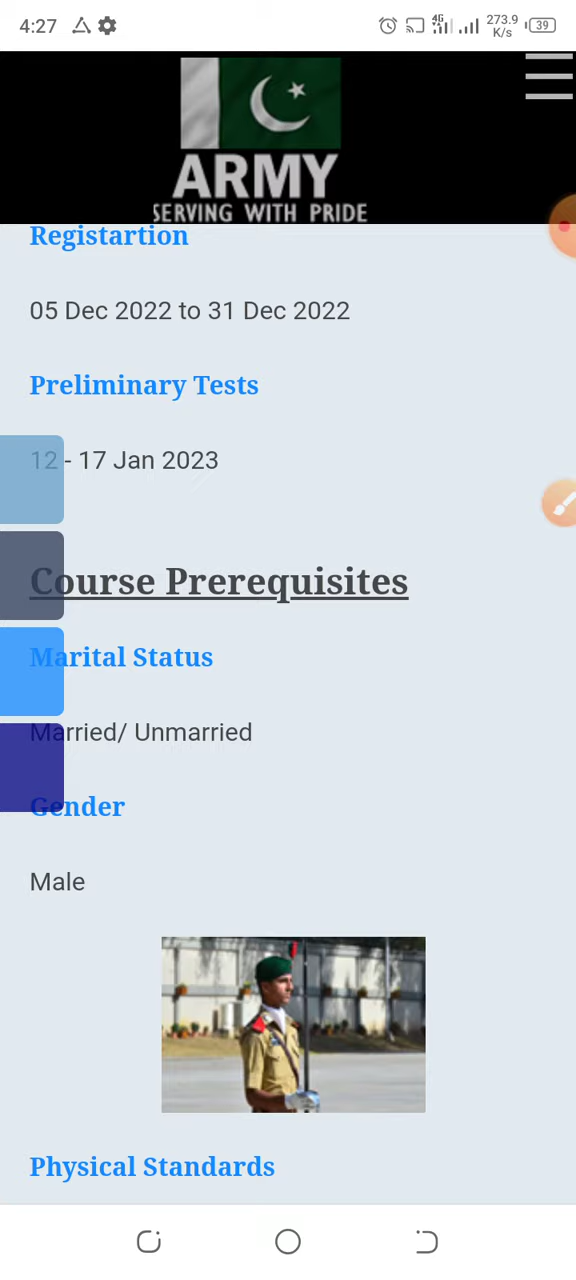 4:27
4G
273.9
K/s
39
ARMY
SERVING WITH PRIDE
Registartion
05 Dec 2022 to 31 Dec 2022
Preliminary Tests
12 - 17 Jan 2023
Course Prerequisites
Marital Status
Married/ Unmarried
Gender
Male
Physical Standards